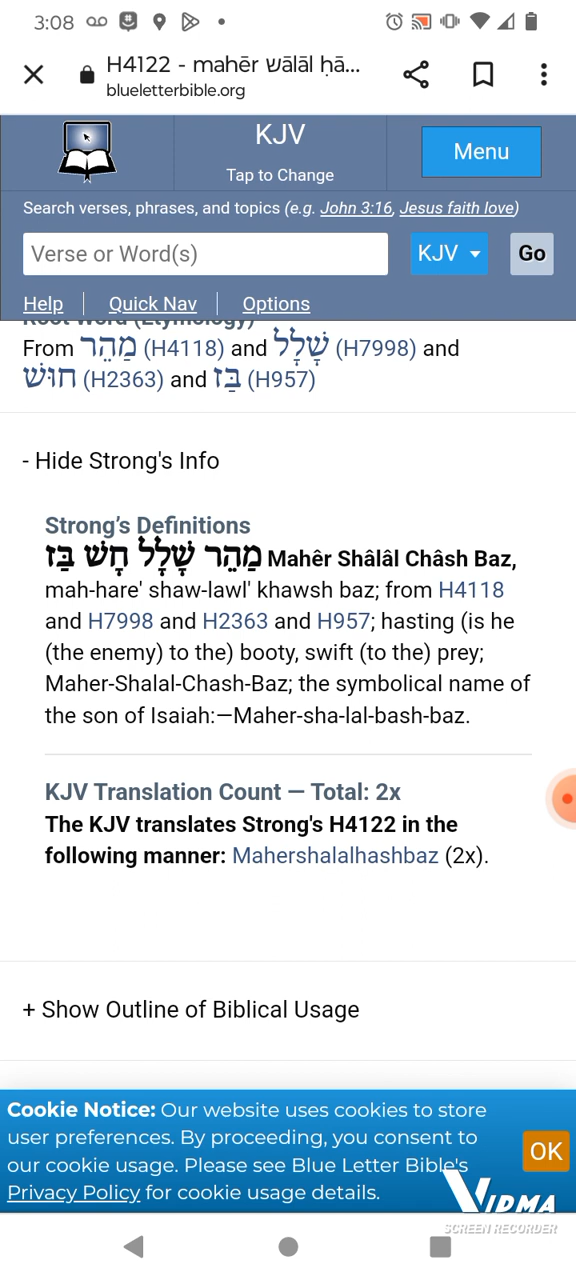 3:08
H4122 - mahēr שālāl ḥā...
blueletterbible.org
KJV
Tap to Change
Menu
Search verses, phrases, and topics (e.g. John 3:16, Jesus faith love)
Verse or Word(s)
KJV
Go
Help
Quick Nav
Options
Root Word (Etymology)
From מַהֵר (H4118) and שָׁלָל (H7998) and
חוּשׁ (H2363) and בַּז (H957)
- Hide Strong's Info
Strong’s Definitions
מַהֵר שָׁלָל חָשׁ בַּז Mahêr Shâlâl Châsh Baz,
mah-hare' shaw-lawl' khawsh baz; from H4118
and H7998 and H2363 and H957; hasting (is he
(the enemy) to the) booty, swift (to the) prey;
Maher-Shalal-Chash-Baz; the symbolical name of
the son of Isaiah:—Maher-sha-lal-bash-baz.
KJV Translation Count — Total: 2x
The KJV translates Strong's H4122 in the
following manner: Mahershalalhashbaz (2x).
+ Show Outline of Biblical Usage
Cookie Notice: Our website uses cookies to store
user preferences. By proceeding, you consent to
our cookie usage. Please see Blue Letter Bible's
Privacy Policy for cookie usage details.
OK
VIDMA
SCREEN RECORDER